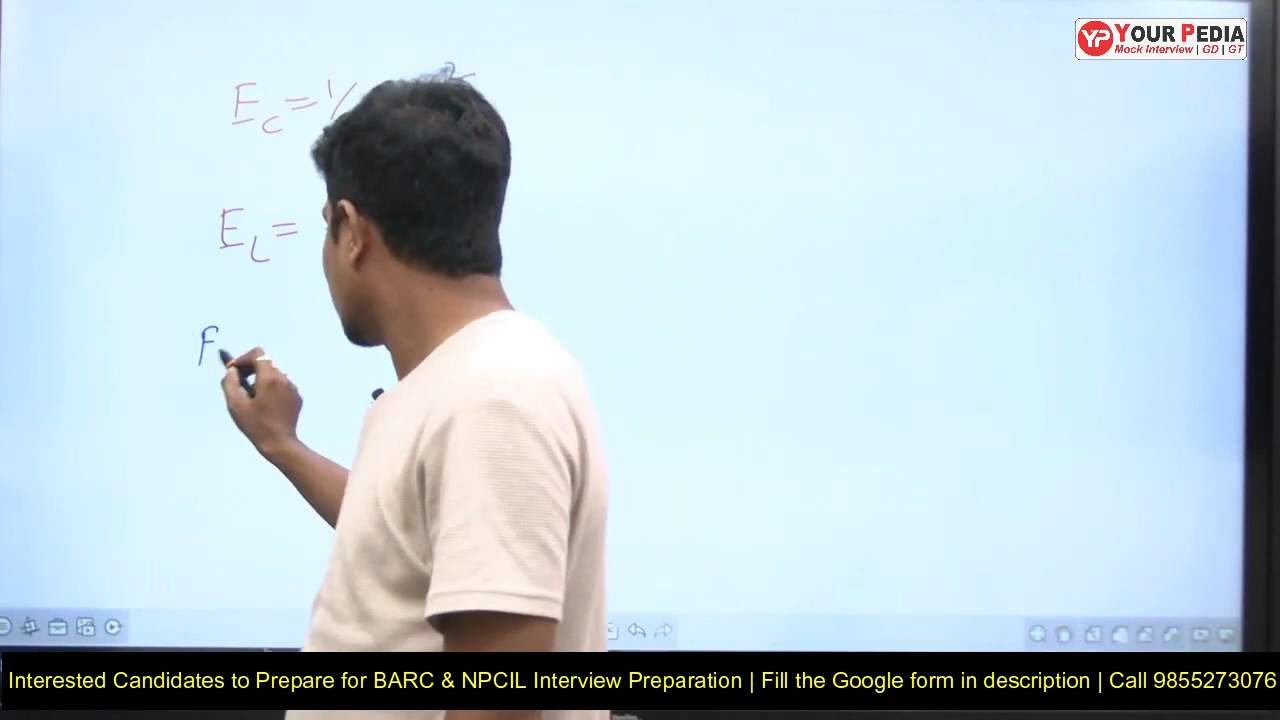 YP YOUR PEDIA
Mock Interview | GD | GT
E_C = 1/
E_L =
F
Interested Candidates to Prepare for BARC & NPCIL Interview Preparation | Fill the Google form in description | Call 9855273076